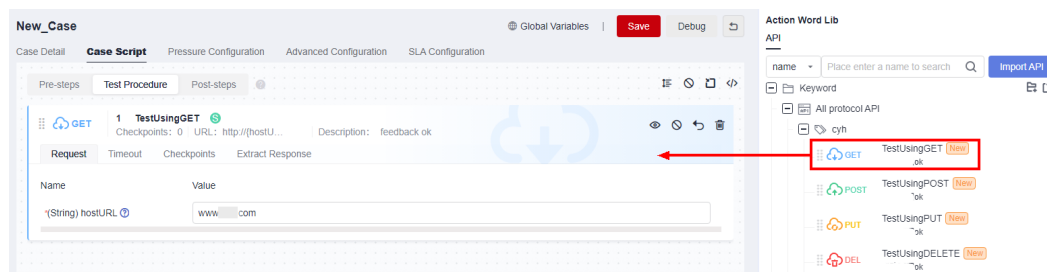 New_Case
Global Variables | Save Debug
Case Detail Case Script Pressure Configuration Advanced Configuration SLA Configuration
Pre-steps Test Procedure Post-steps
GET 1 TestUsingGET S
Checkpoints: 0 URL: http://{hostU... Description: feedback ok
Request Timeout Checkpoints Extract Response
Name Value
*(String) hostURL www com
Action Word Lib
API
name Place enter a name to search Import API
Keyword
All protocol API
cyh
GET TestUsingGET New
ok
POST TestUsingPOST New
ok
PUT TestUsingPUT New
ok
DEL TestUsingDELETE New
ok